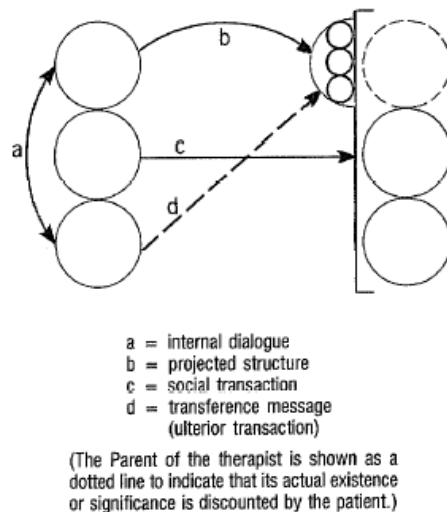 b
a
c
d
a = internal dialogue
b = projected structure
c = social transaction
d = transference message
(ulterior transaction)
(The Parent of the therapist is shown as a
dotted line to indicate that its actual existence
or significance is discounted by the patient.)